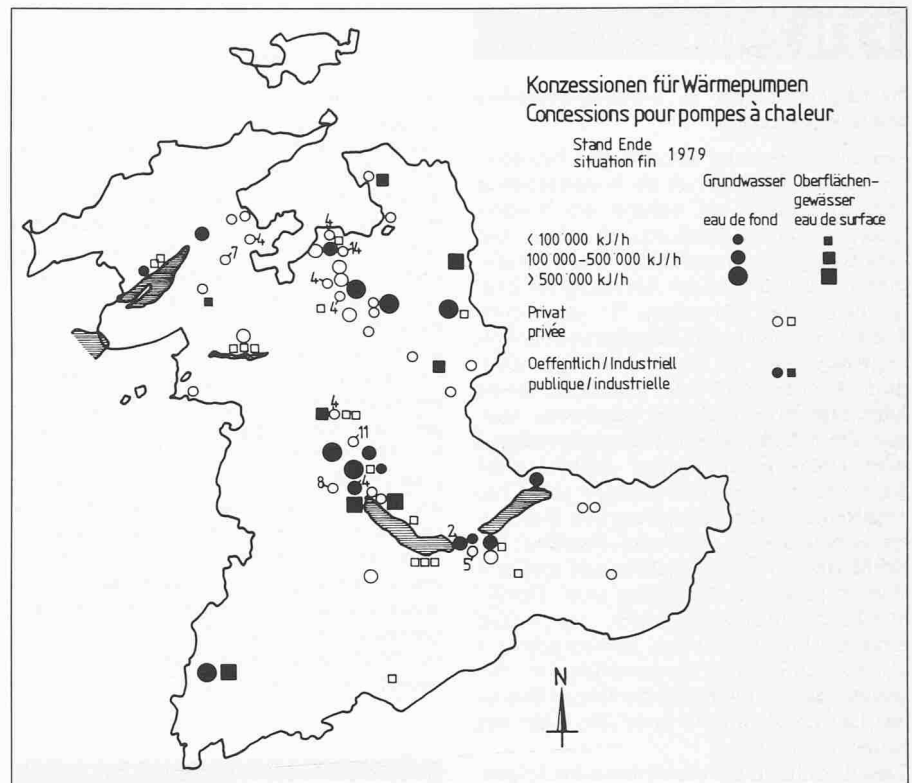 Konzessionen für Wärmepumpen
Concessions pour pompes à chaleur
Stand Ende
situation fin 1979
Grundwasser Oberflächen-
gewässer
eau de fond eau de surface
< 100'000 kJ/h
100'000-500'000 kJ/h
> 500'000 kJ/h
Privat
privée
Oeffentlich/Industriell
publique/industrielle
4
14
4
7
4
4
4
11
8
4
2
5
N